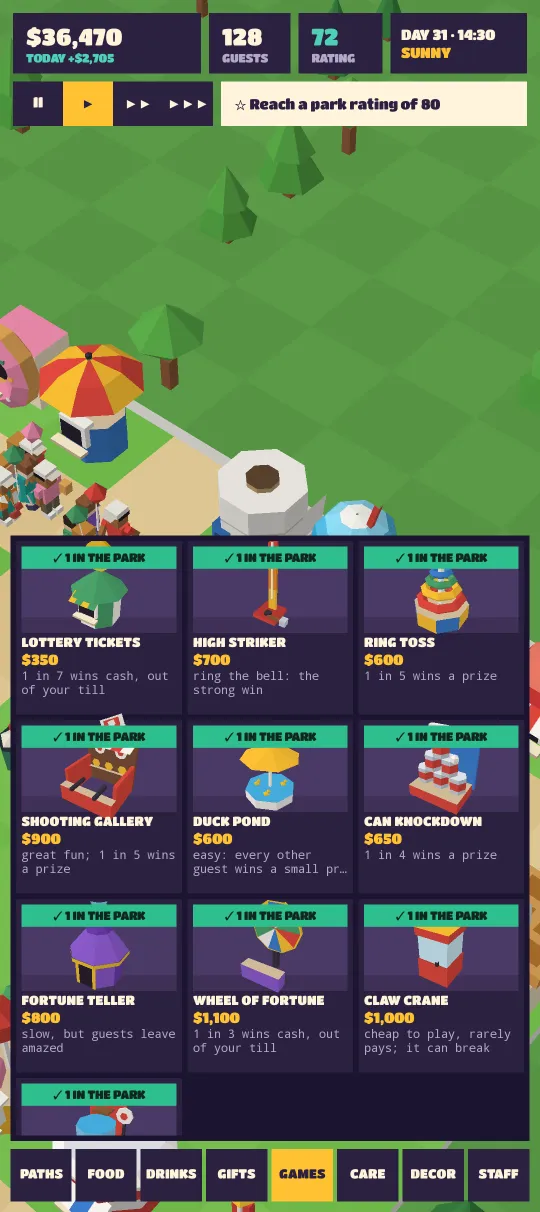 $36,470
TODAY +$2,705
128
GUESTS
72
RATING
DAY 31 · 14:30
SUNNY
☆ Reach a park rating of 80
✓ 1 IN THE PARK
LOTTERY TICKETS
$350
1 in 7 wins cash, out
of your till
✓ 1 IN THE PARK
HIGH STRIKER
$700
ring the bell: the
strong win
✓ 1 IN THE PARK
RING TOSS
$600
1 in 5 wins a prize
✓ 1 IN THE PARK
SHOOTING GALLERY
$900
great fun; 1 in 5 wins
a prize
✓ 1 IN THE PARK
DUCK POND
$600
easy: every other
guest wins a small pr…
✓ 1 IN THE PARK
CAN KNOCKDOWN
$650
1 in 4 wins a prize
✓ 1 IN THE PARK
FORTUNE TELLER
$800
slow, but guests leave
amazed
✓ 1 IN THE PARK
WHEEL OF FORTUNE
$1,100
1 in 3 wins cash, out
of your till
✓ 1 IN THE PARK
CLAW CRANE
$1,000
cheap to play, rarely
pays; it can break
✓ 1 IN THE PARK
PATHS
FOOD
DRINKS
GIFTS
GAMES
CARE
DECOR
STAFF